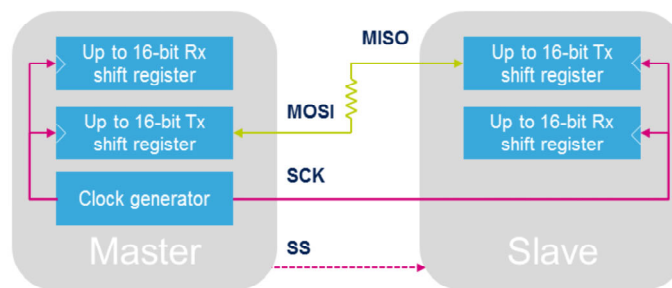 MISO
Up to 16-bit Rx
shift register
Up to 16-bit Tx
shift register
MOSI
Up to 16-bit Tx
shift register
Up to 16-bit Rx
shift register
SCK
Clock generator
SS
Master
Slave